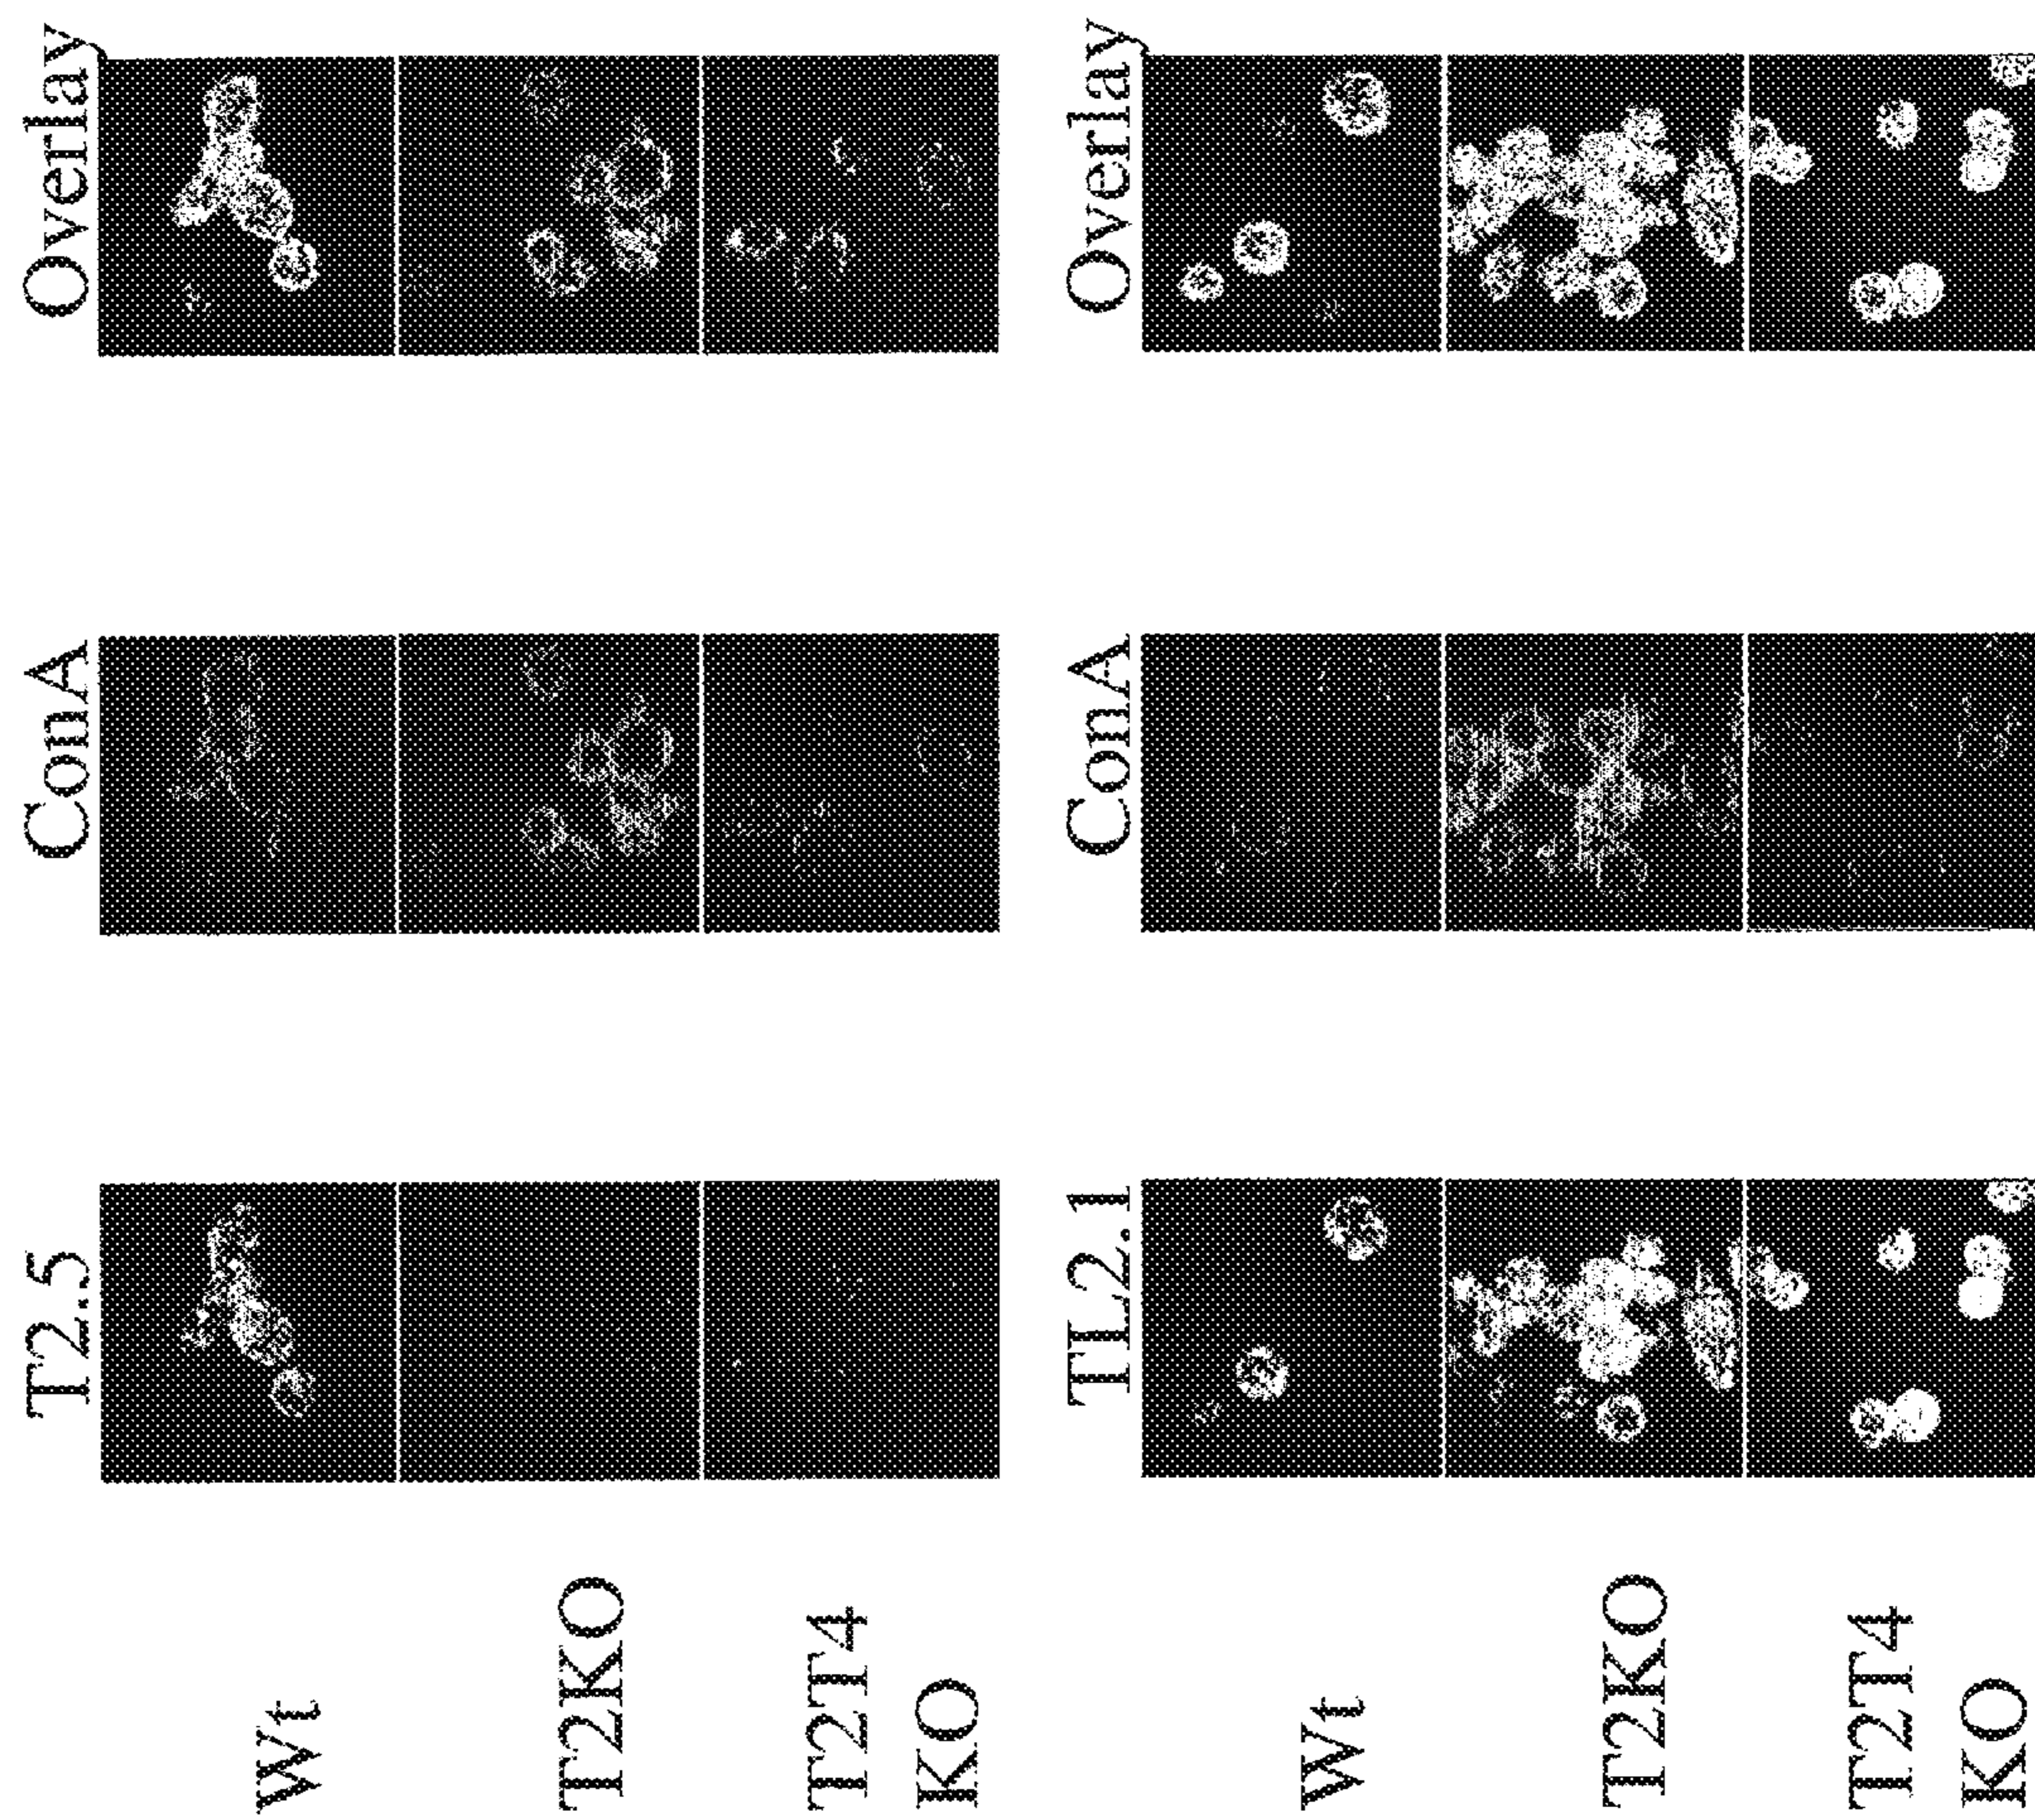 T2.5 ConA Overlay
Wt
T2KO
T2T4
KO
TL2.1 ConA Overlay
Wt
T2KO
T2T4
KO